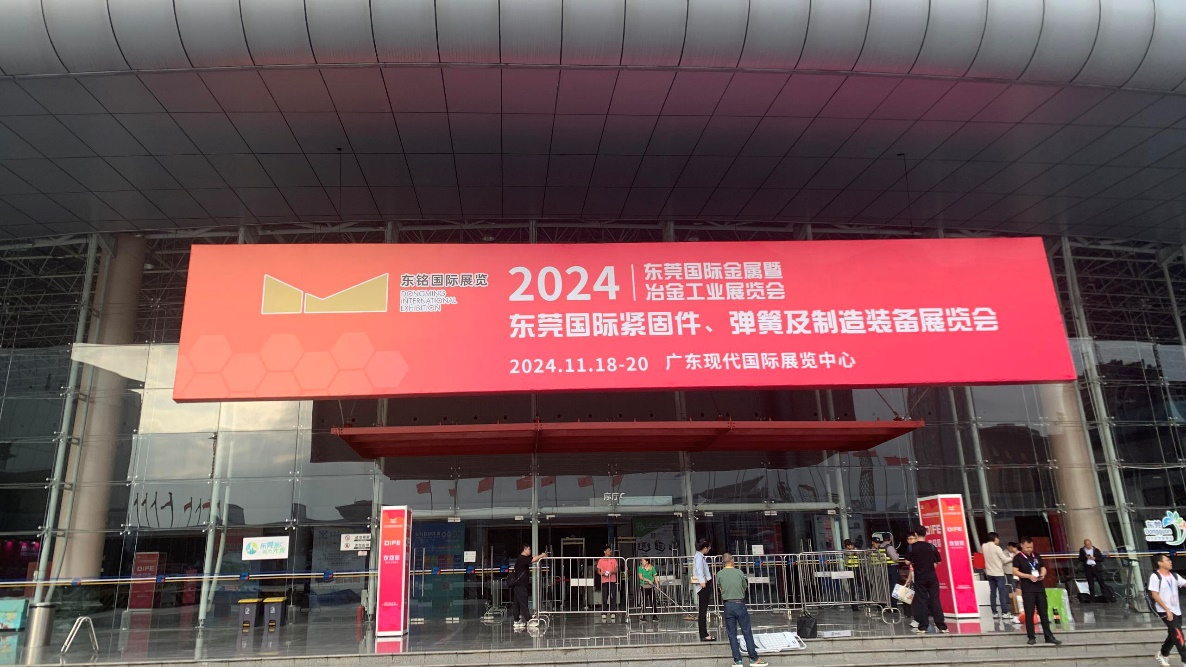 东铭国际展览
DONGMING
INTERNATIONAL
EXHIBITION
2024
东莞国际金属暨
冶金工业展览会
东莞国际紧固件、弹簧及制造装备展览会
2024.11.18-20 广东现代国际展览中心
DIFE
DIFE